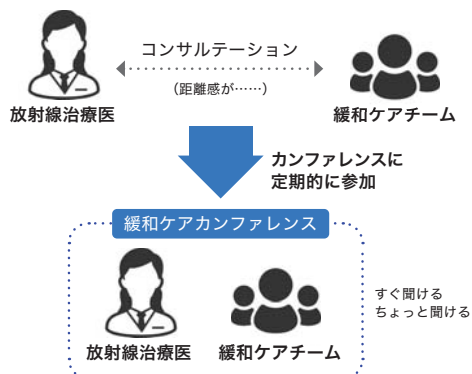 コンサルテーション
（距離感が……）
放射線治療医
緩和ケアチーム
カンファレンスに
定期的に参加
緩和ケアカンファレンス
すぐ聞ける
ちょっと聞ける
放射線治療医
緩和ケアチーム